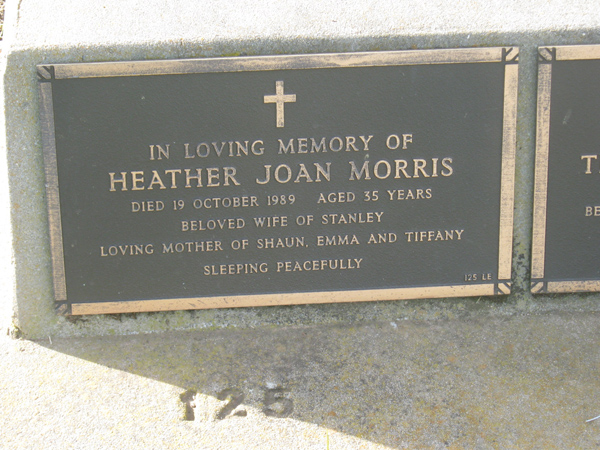 IN LOVING MEMORY OF
HEATHER JOAN MORRIS
DIED 19 OCTOBER 1989 AGED 35 YEARS
BELOVED WIFE OF STANLEY
LOVING MOTHER OF SHAUN, EMMA AND TIFFANY
SLEEPING PEACEFULLY
125 LE
T
BE
125